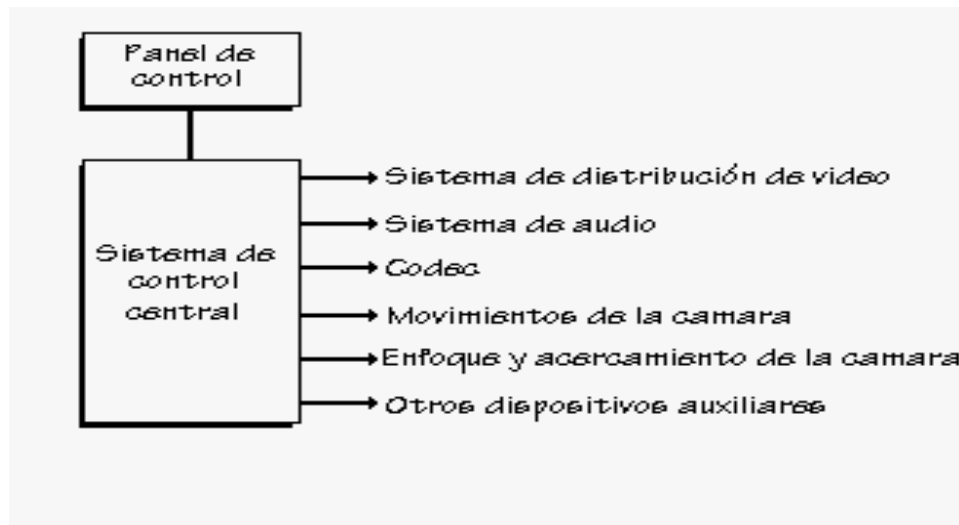 Panel de
control
Sistema de distribución de video
Sistema de audio
Sistema de
control
central
Codec
Movimientos de la camara
Enfoque y acercamiento de la camara
Otros dispositivos auxiliares